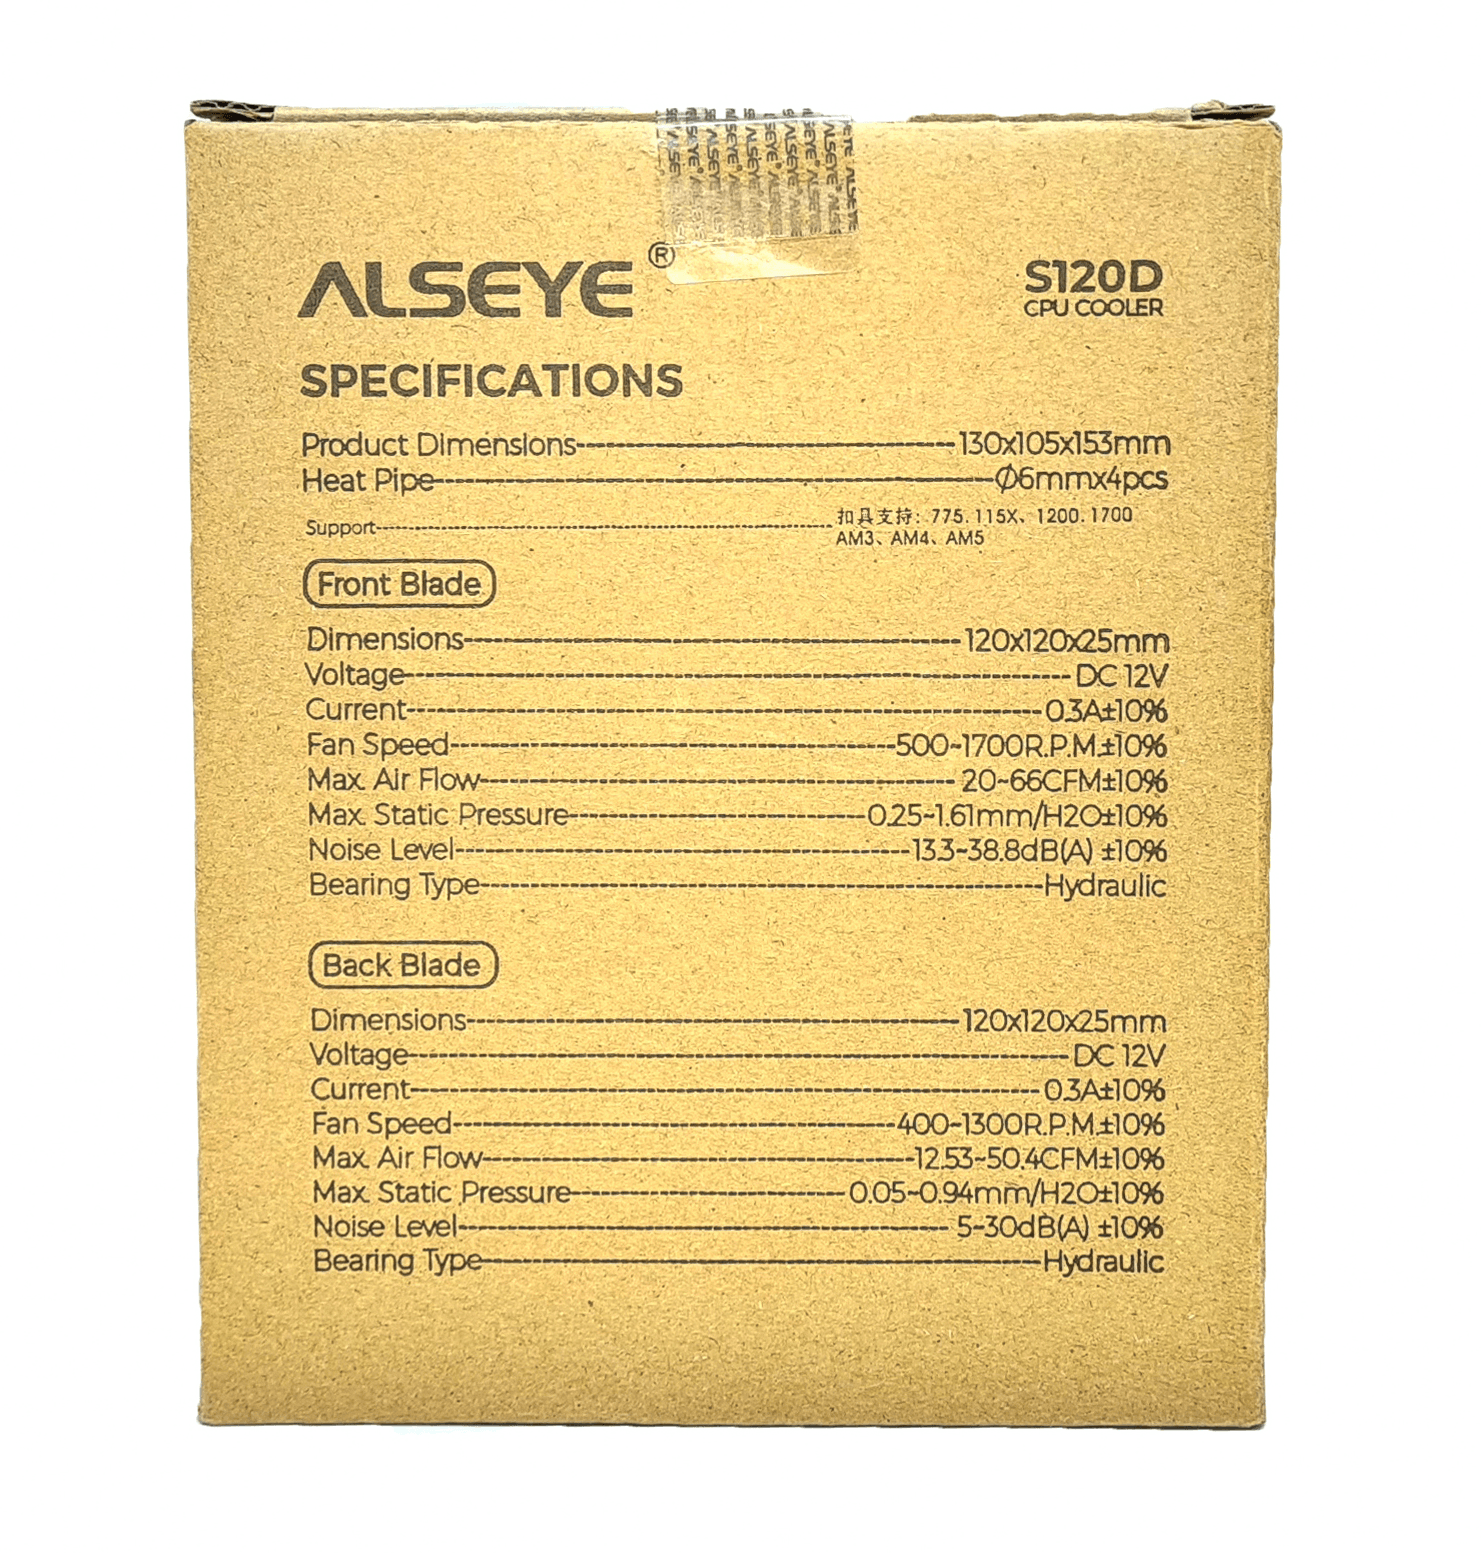 ALSEYE®
S120D
CPU COOLER
SPECIFICATIONS
Product Dimensions 130x105x153mm
Heat Pipe Ø6mmx4pcs
Support 扣具支持: 775.115X、1200.1700
AM3、AM4、AM5
Front Blade
Dimensions 120x120x25mm
Voltage DC 12V
Current 0.3A±10%
Fan Speed 500~1700R.P.M.±10%
Max. Air Flow 20~66CFM±10%
Max. Static Pressure 0.25~1.61mm/H2O±10%
Noise Level 13.3~38.8dB(A) ±10%
Bearing Type Hydraulic
Back Blade
Dimensions 120x120x25mm
Voltage DC 12V
Current 0.3A±10%
Fan Speed 400~1300R.P.M.±10%
Max. Air Flow 12.53~50.4CFM±10%
Max. Static Pressure 0.05~0.94mm/H2O±10%
Noise Level 5~30dB(A) ±10%
Bearing Type Hydraulic